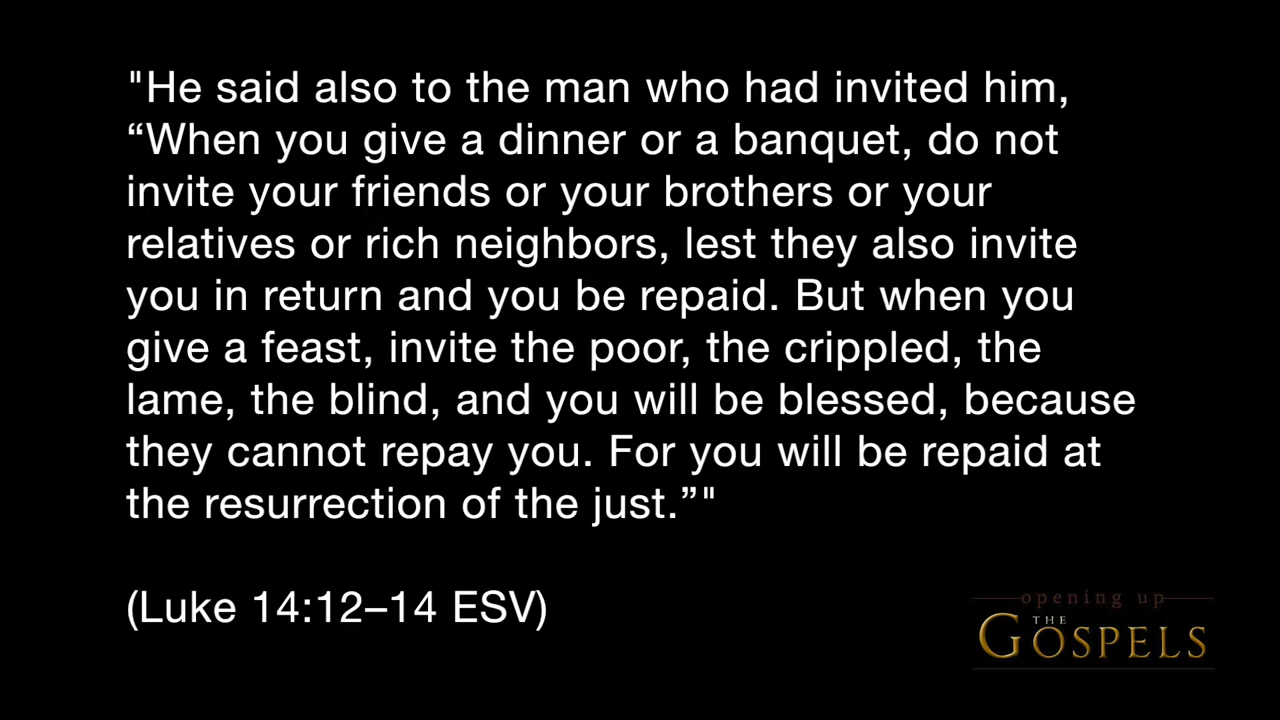 "He said also to the man who had invited him,
“When you give a dinner or a banquet, do not
invite your friends or your brothers or your
relatives or rich neighbors, lest they also invite
you in return and you be repaid. But when you
give a feast, invite the poor, the crippled, the
lame, the blind, and you will be blessed, because
they cannot repay you. For you will be repaid at
the resurrection of the just.”"
(Luke 14:12–14 ESV)
opening up
THE
GOSPELS